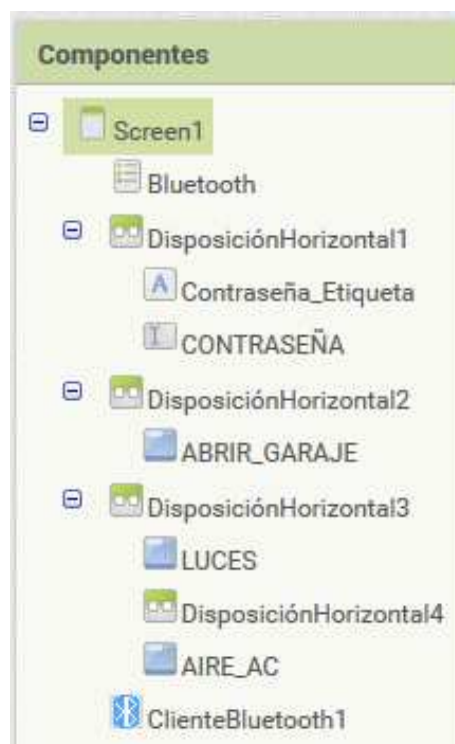 Componentes
Screen1
Bluetooth
DisposiciónHorizontal1
Contraseña_Etiqueta
CONTRASEÑA
DisposiciónHorizontal2
ABRIR_GARAJE
DisposiciónHorizontal3
LUCES
DisposiciónHorizontal4
AIRE_AC
ClienteBluetooth1